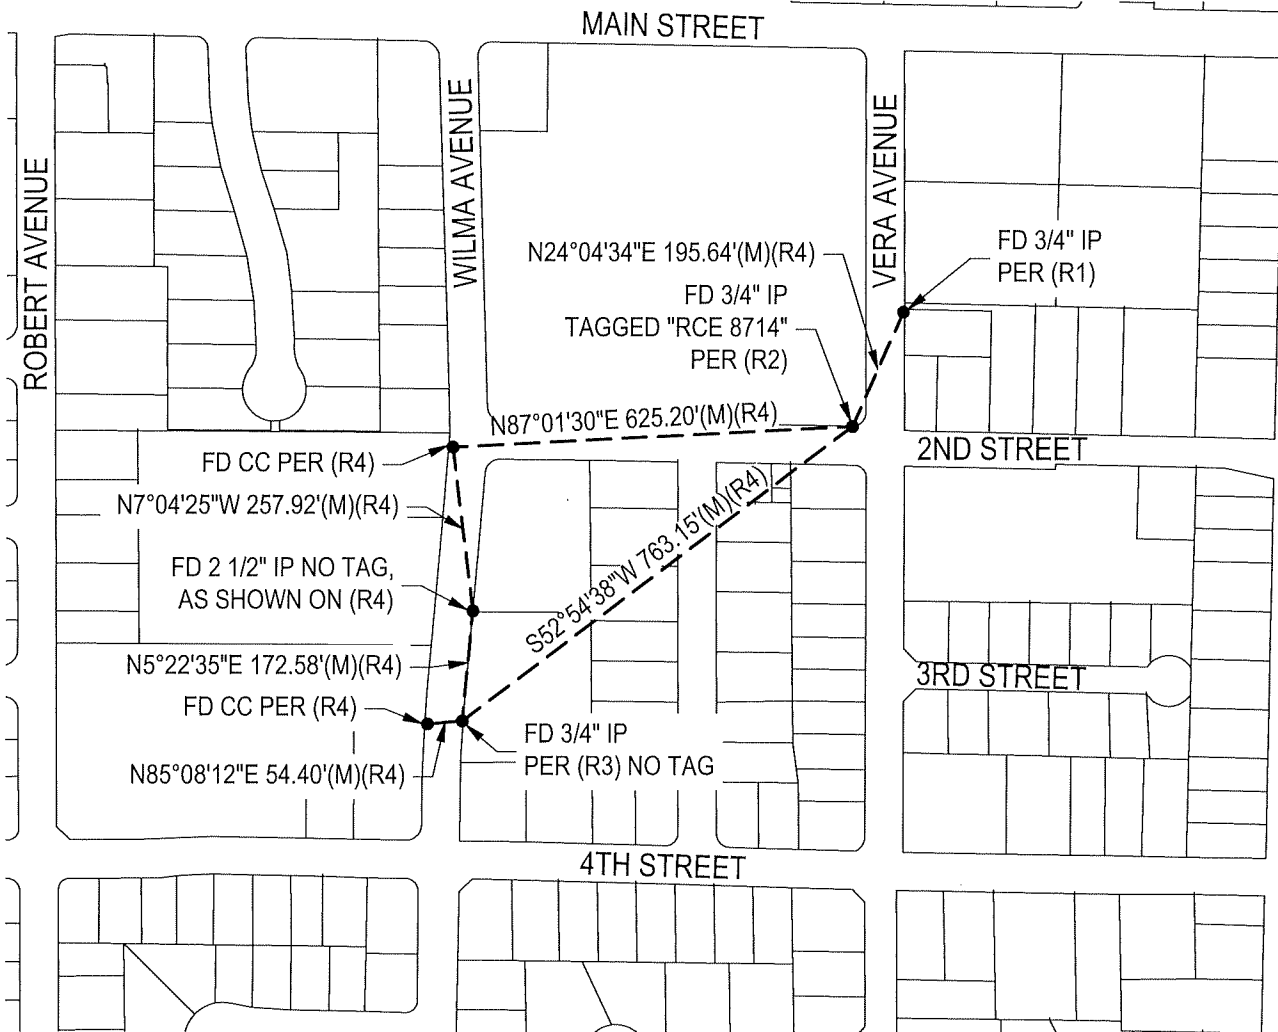 MAIN STREET
WILMA AVENUE
VERA AVENUE
ROBERT AVENUE
N24°04'34"E 195.64'(M)(R4)
FD 3/4" IP
PER (R1)
FD 3/4" IP
TAGGED "RCE 8714"
PER (R2)
N87°01'30"E 625.20'(M)(R4)
FD CC PER (R4)
2ND STREET
N7°04'25"W 257.92'(M)(R4)
S52°54'38"W 763.15'(M)(R4)
FD 2 1/2" IP NO TAG,
AS SHOWN ON (R4)
N5°22'35"E 172.58'(M)(R4)
3RD STREET
FD CC PER (R4)
FD 3/4" IP
PER (R3) NO TAG
N85°08'12"E 54.40'(M)(R4)
4TH STREET